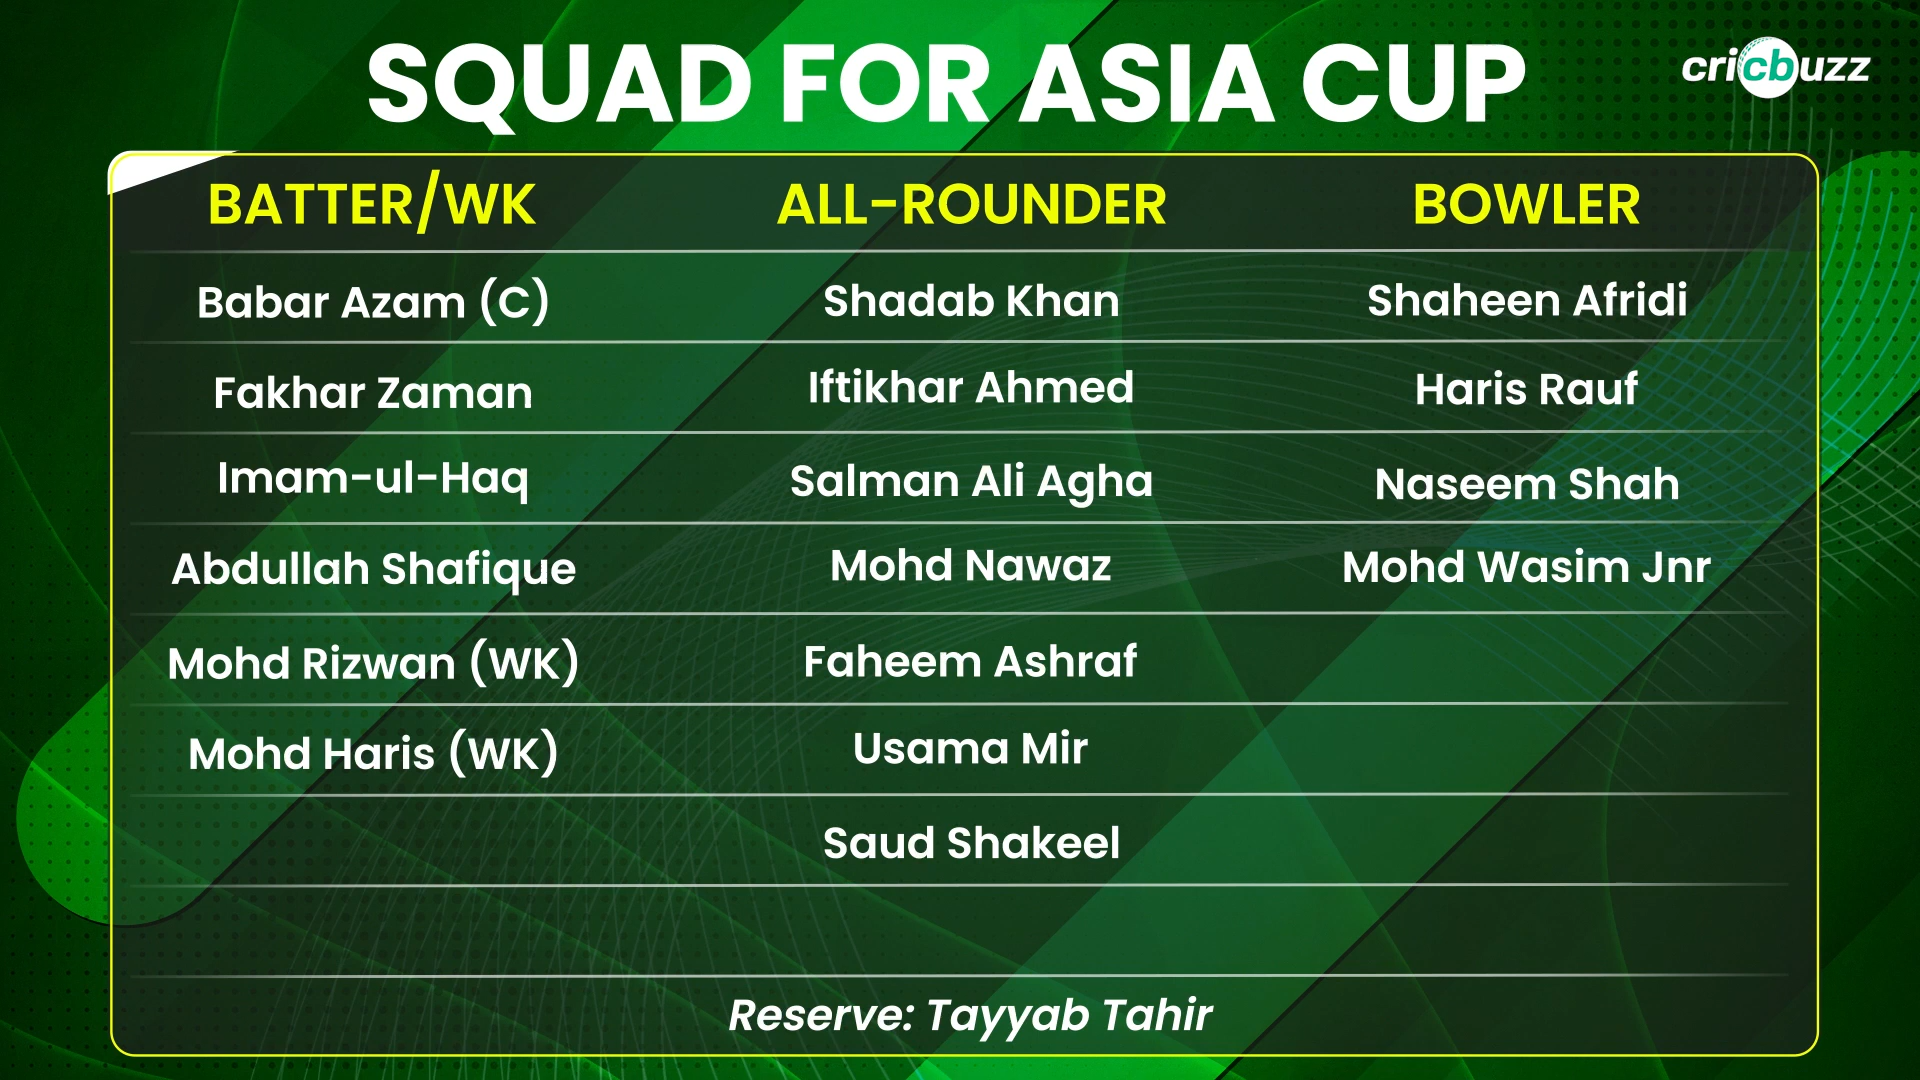 SQUAD FOR ASIA CUP
cricbuzz
BATTER/WK ALL-ROUNDER BOWLER
Babar Azam (C) Shadab Khan Shaheen Afridi
Fakhar Zaman Iftikhar Ahmed Haris Rauf
Imam-ul-Haq Salman Ali Agha Naseem Shah
Abdullah Shafique Mohd Nawaz Mohd Wasim Jnr
Mohd Rizwan (WK) Faheem Ashraf
Mohd Haris (WK) Usama Mir
Saud Shakeel
Reserve: Tayyab Tahir